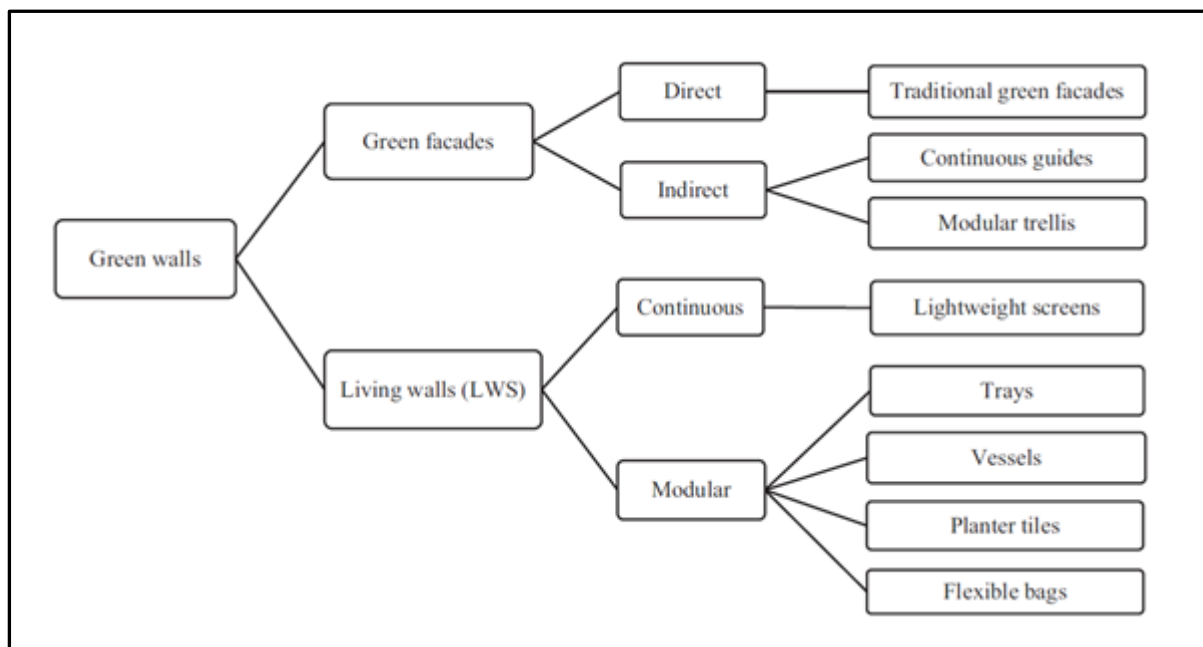 Green walls
Green facades
Direct
Traditional green facades
Indirect
Continuous guides
Modular trellis
Living walls (LWS)
Continuous
Lightweight screens
Modular
Trays
Vessels
Planter tiles
Flexible bags